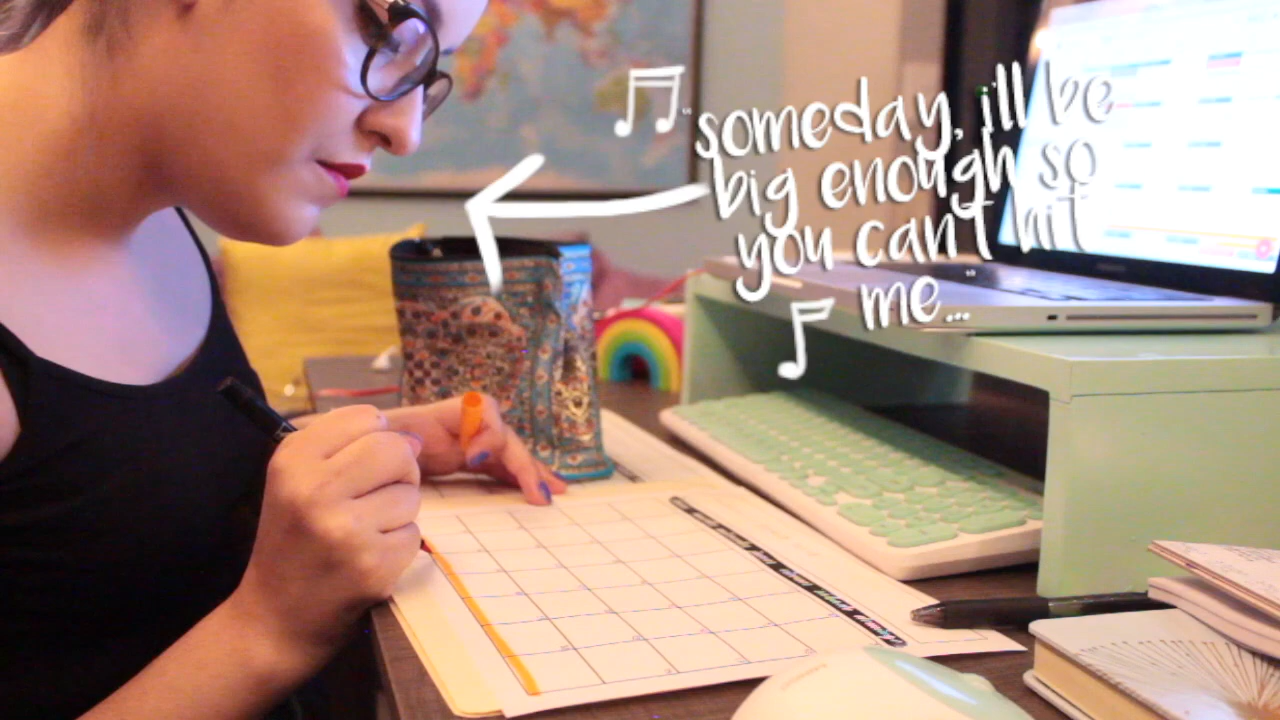 "someday, i'll be
big enough so
you can't hit
me..."